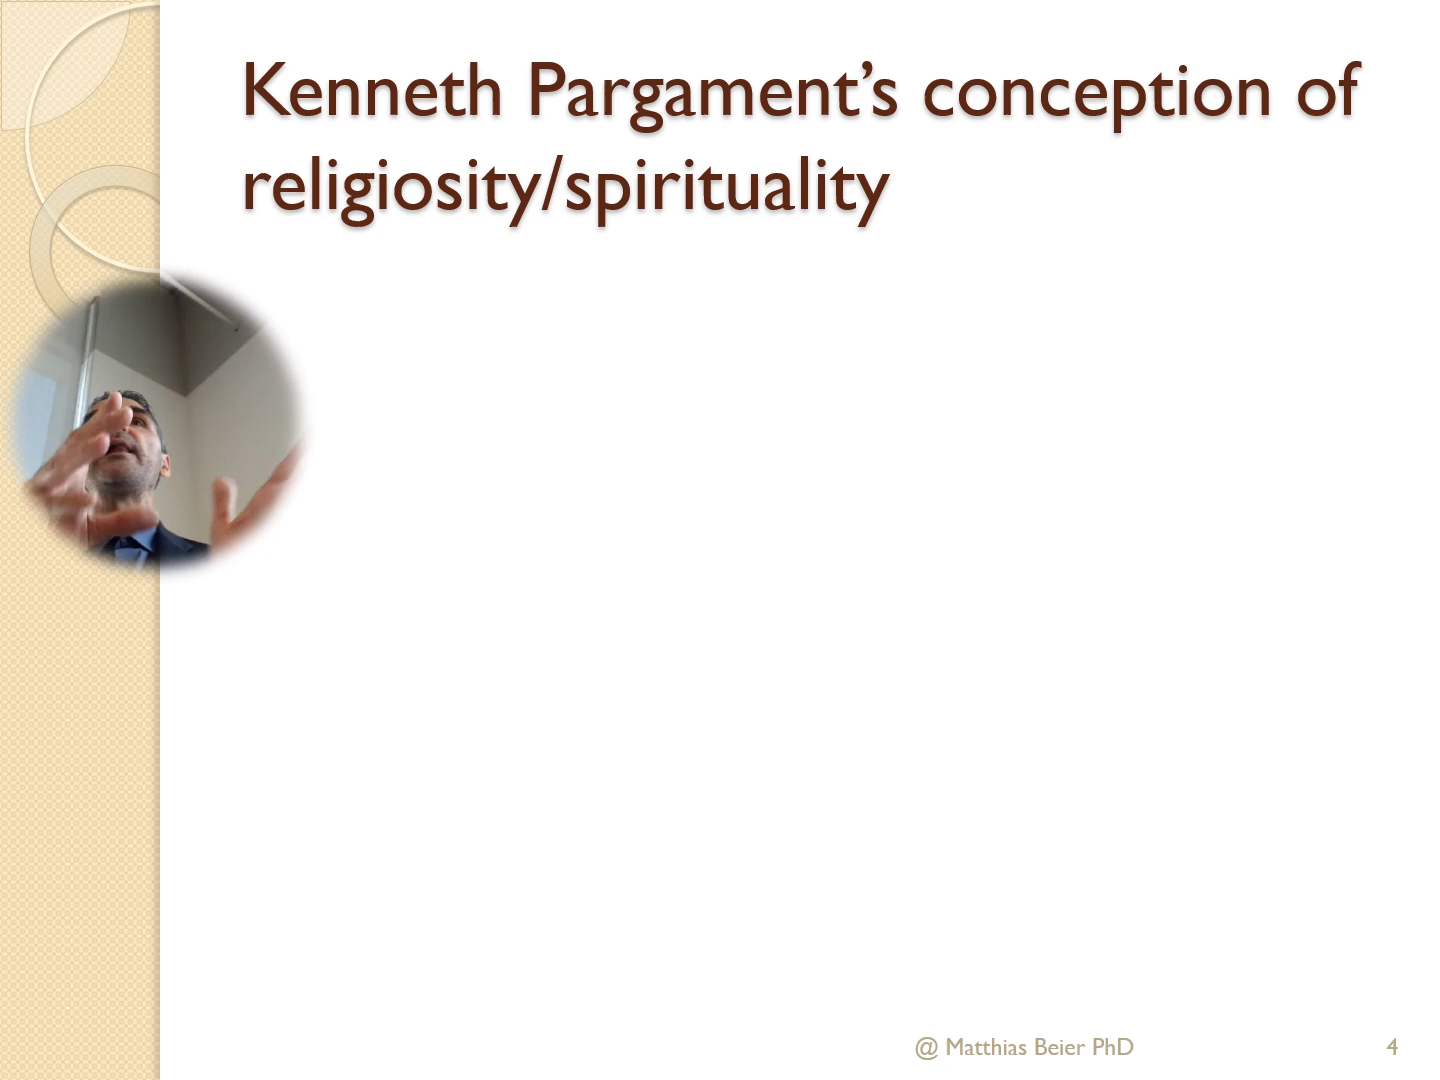 Kenneth Pargament’s conception of
religiosity/spirituality
@ Matthias Beier PhD
4